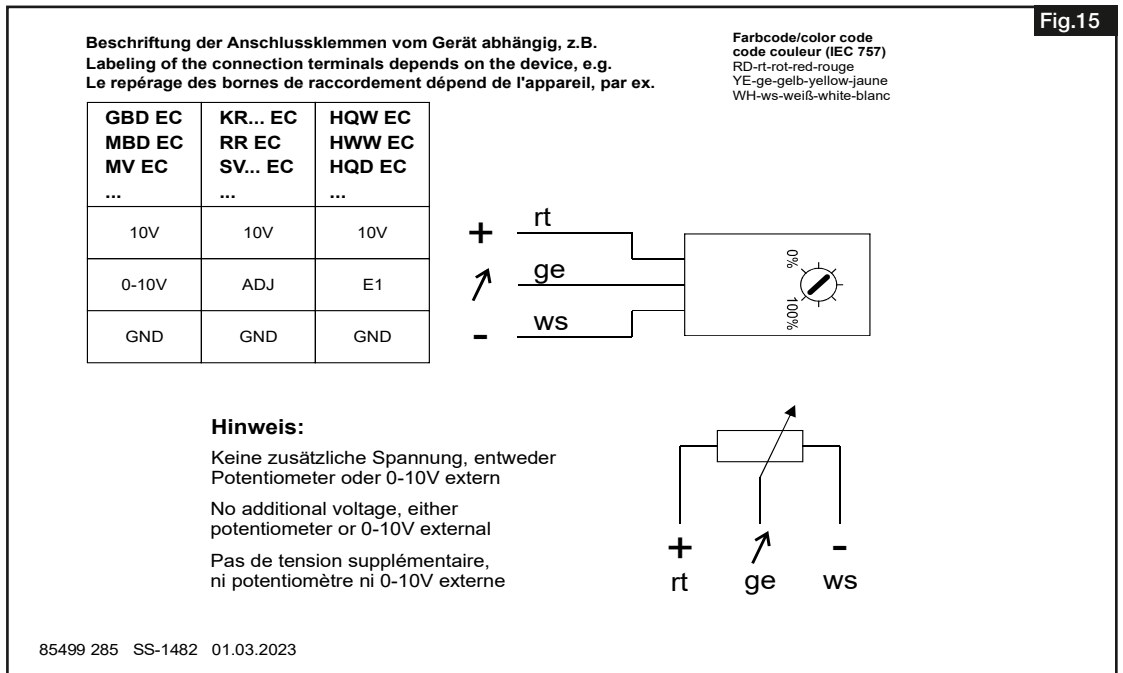 Fig.15
Beschriftung der Anschlussklemmen vom Gerät abhängig, z.B.
Labeling of the connection terminals depends on the device, e.g.
Le repérage des bornes de raccordement dépend de l'appareil, par ex.
Farbcode/color code
code couleur (IEC 757)
RD-rt-rot-red-rouge
YE-ge-gelb-yellow-jaune
WH-ws-weiß-white-blanc
GBD EC KR... EC HQW EC
MBD EC RR EC HWW EC
MV EC SV... EC HQD EC
... ... ...
10V 10V 10V
0-10V ADJ E1
GND GND GND
+ rt
ge
- ws
0%
100%
Hinweis:
Keine zusätzliche Spannung, entweder
Potentiometer oder 0-10V extern
No additional voltage, either
potentiometer or 0-10V external
Pas de tension supplémentaire,
ni potentiomètre ni 0-10V externe
+ -
rt ge ws
85499 285 SS-1482 01.03.2023